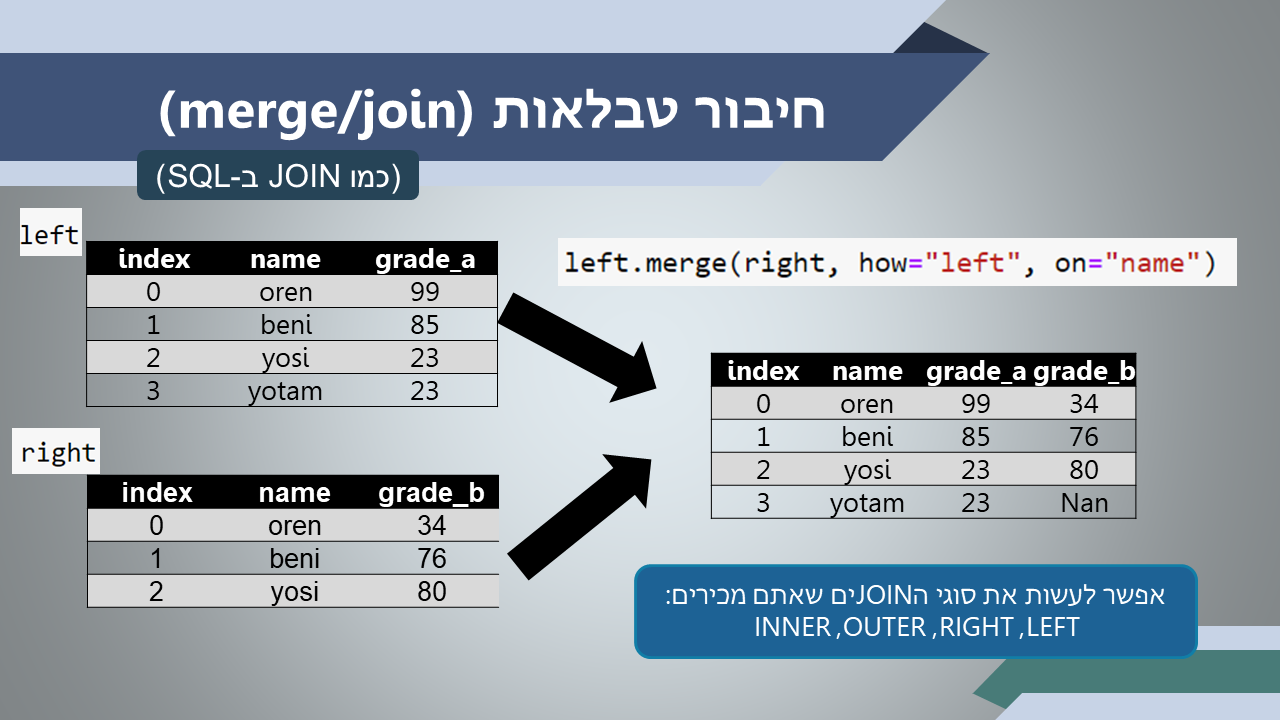 חיבור טבלאות (merge/join)
(כמו JOIN ב-SQL)
left
index name grade_a
0 oren 99
1 beni 85
2 yosi 23
3 yotam 23
right
index name grade_b
0 oren 34
1 beni 76
2 yosi 80
left.merge(right, how="left", on="name")
index name grade_a grade_b
0 oren 99 34
1 beni 85 76
2 yosi 23 80
3 yotam 23 Nan
אפשר לעשות את סוגי הJOINים שאתם מכירים:
LEFT, RIGHT, OUTER, INNER